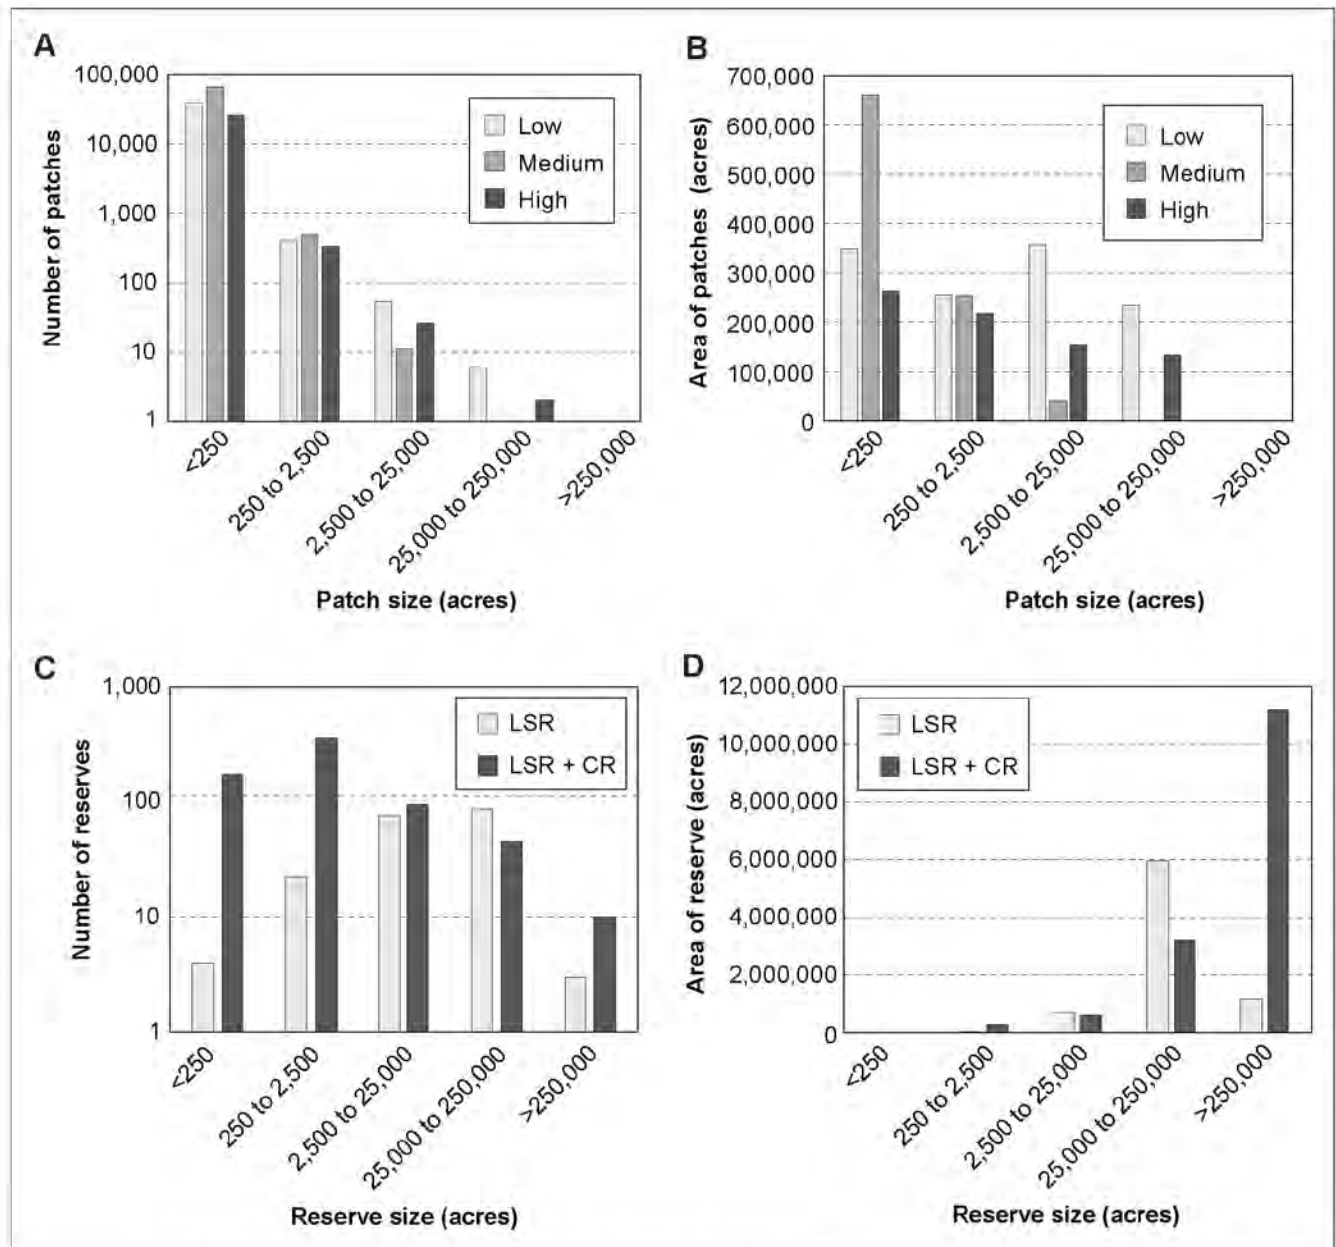 A
100,000
10,000
1,000
100
10
1
Number of patches
Low
Medium
High
<250
250 to 2,500
2,500 to 25,000
25,000 to 250,000
>250,000
Patch size (acres)
B
700,000
600,000
500,000
400,000
300,000
200,000
100,000
0
Area of patches (acres)
Low
Medium
High
<250
250 to 2,500
2,500 to 25,000
25,000 to 250,000
>250,000
Patch size (acres)
C
1,000
100
10
1
Number of reserves
LSR
LSR + CR
<250
250 to 2,500
2,500 to 25,000
25,000 to 250,000
>250,000
Reserve size (acres)
D
12,000,000
10,000,000
8,000,000
6,000,000
4,000,000
2,000,000
0
Area of reserve (acres)
LSR
LSR + CR
<250
250 to 2,500
2,500 to 25,000
25,000 to 250,000
>250,000
Reserve size (acres)